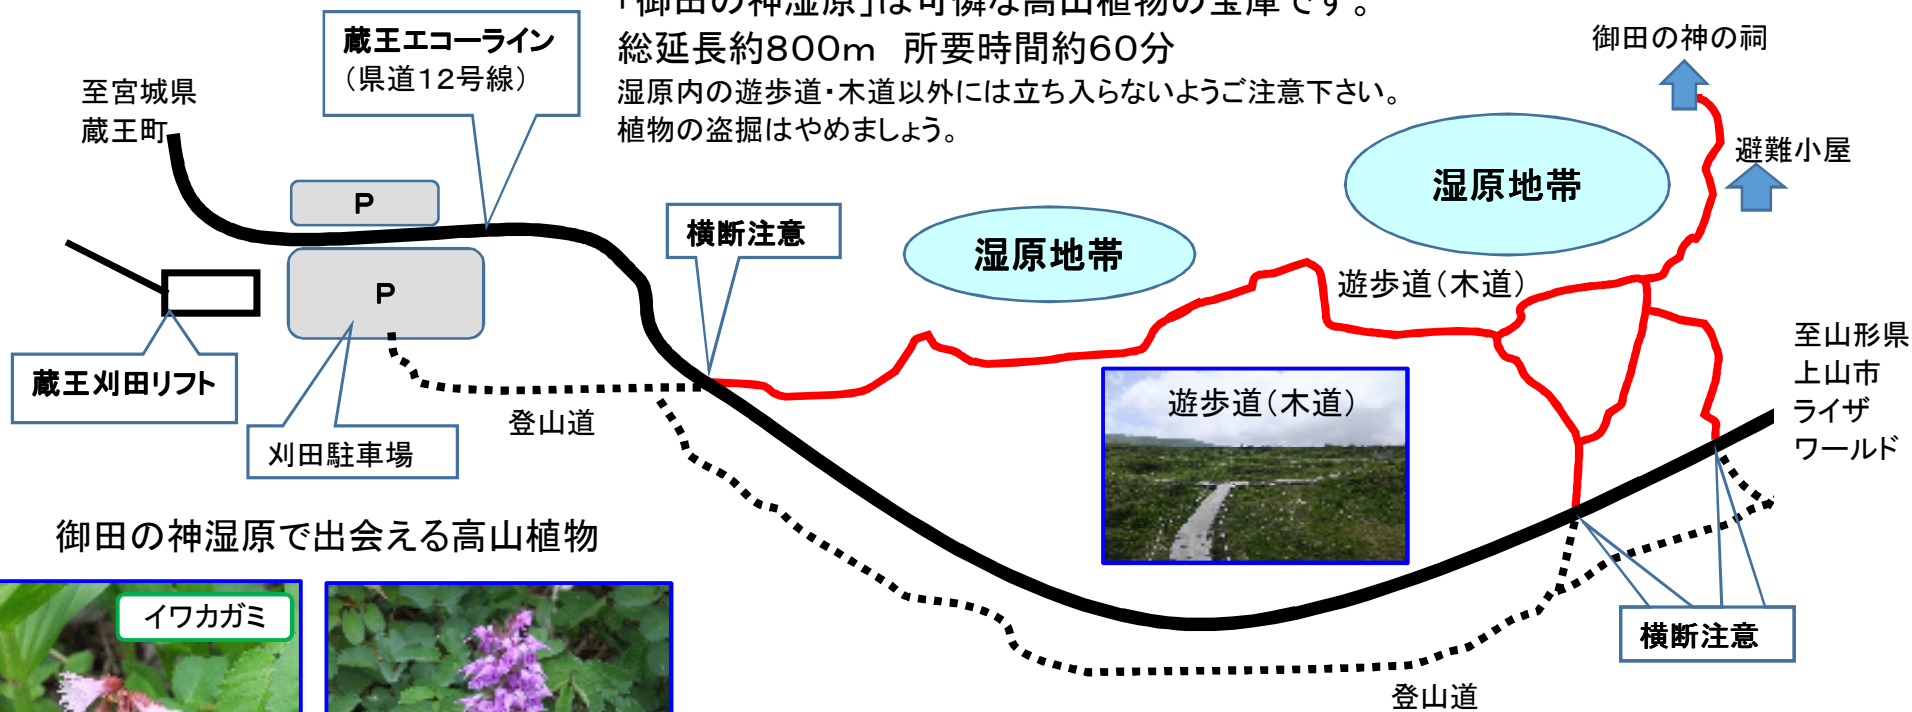 「御田の神湿原」は可憐な高山植物の宝庫です。
総延長約800m 所要時間約60分
湿原内の遊歩道・木道以外には立ち入らないようご注意下さい。
植物の盗掘はやめましょう。
蔵王エコーライン
（県道12号線）
至宮城県
蔵王町
P
P
横断注意
湿原地帯
湿原地帯
御田の神の祠
避難小屋
遊歩道（木道）
至山形県
上山市
ライザ
ワールド
蔵王刈田リフト
刈田駐車場
登山道
遊歩道（木道）
横断注意
登山道
御田の神湿原で出会える高山植物
イワカガミ